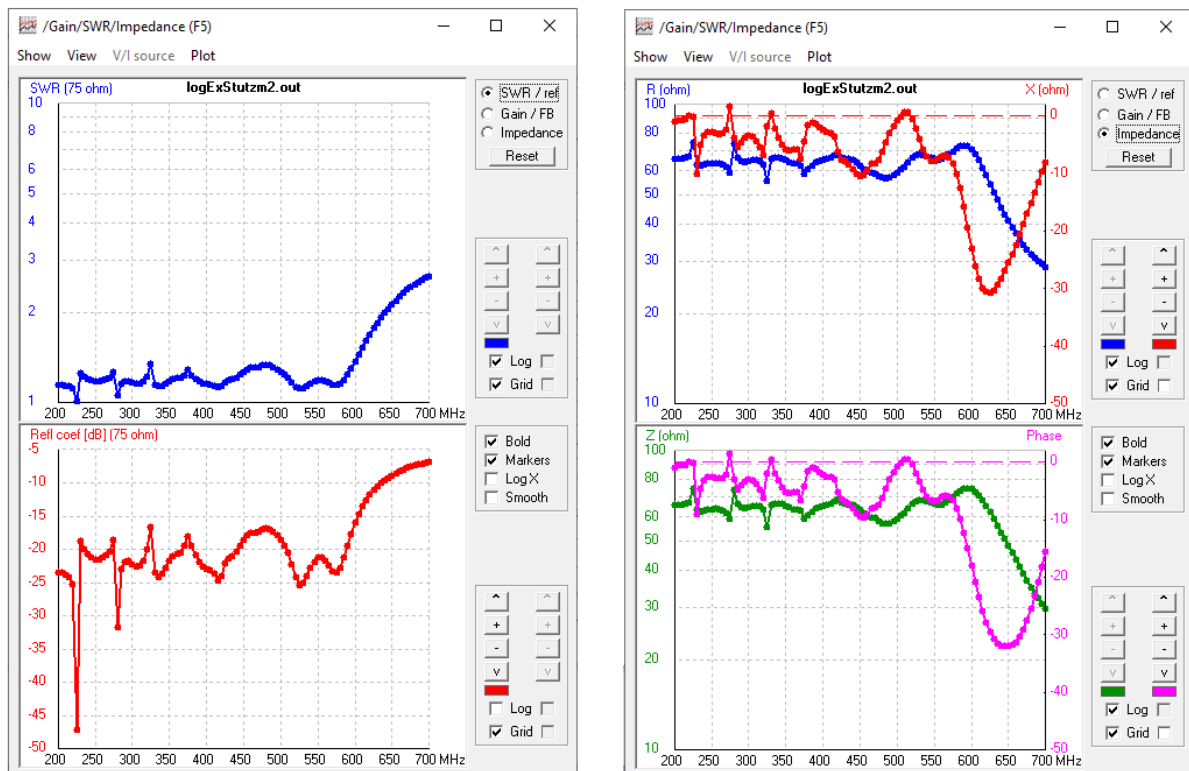 /Gain/SWR/Impedance (F5)
Show View V/I source Plot
SWR (75 ohm) logExStutzm2.out
10
8
6
5
4
3
2
1
200 250 300 350 400 450 500 550 600 700 MHz
SWR / ref
Gain / FB
Impedance
Reset
^ ^
+ +
- -
v v
Log
Grid
Refl coef [dB] (75 ohm)
-5
-10
-15
-20
-25
-30
-35
-40
-45
-50
200 250 300 350 400 450 500 550 600 700 MHz
Bold
Markers
Log X
Smooth
^ ^
+ +
- -
v v
Log
Grid
/Gain/SWR/Impedance (F5)
Show View V/I source Plot
R (ohm) logExStutzm2.out X (ohm)
100
80
60
50
40
30
20
10
0
-10
-20
-30
-40
-50
200 250 300 350 400 450 500 550 600 650 700 MHz
SWR / ref
Gain / FB
Impedance
Reset
^ ^
+ +
- -
v v
Log
Grid
Z (ohm) Phase
100
80
60
50
40
30
20
10
0
-10
-20
-30
-40
-50
200 250 300 350 400 450 500 550 600 650 700 MHz
Bold
Markers
Log X
Smooth
^ ^
+ +
- -
v v
Log
Grid